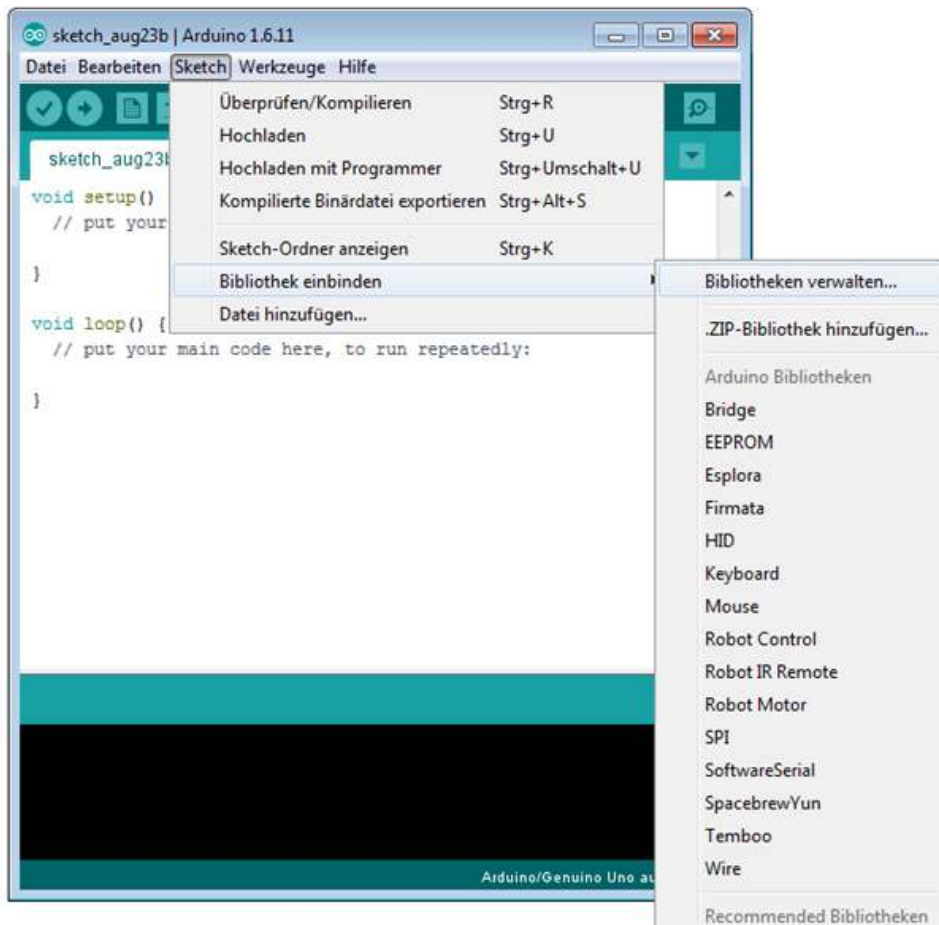 sketch_aug23b | Arduino 1.6.11
Datei Bearbeiten Sketch Werkzeuge Hilfe
Überprüfen/Kompilieren Strg+R
Hochladen Strg+U
Hochladen mit Programmer Strg+Umschalt+U
Kompilierte Binärdatei exportieren Strg+Alt+S
Sketch-Ordner anzeigen Strg+K
Bibliothek einbinden
Datei hinzufügen...
sketch_aug23b
void setup()
// put your
}
void loop() {
// put your main code here, to run repeatedly:
}
Bibliotheken verwalten...
.ZIP-Bibliothek hinzufügen...
Arduino Bibliotheken
Bridge
EEPROM
Esplora
Firmata
HID
Keyboard
Mouse
Robot Control
Robot IR Remote
Robot Motor
SPI
SoftwareSerial
SpacebrewYun
Temboo
Wire
Recommended Bibliotheken
Arduino/Genuino Uno au